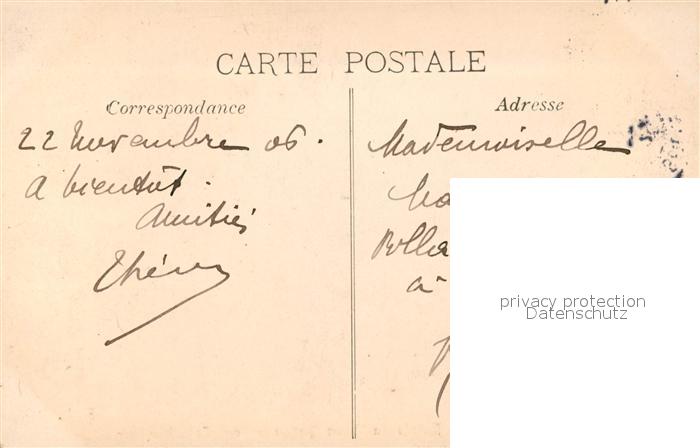 CARTE POSTALE
Correspondance
Adresse
22 Novembre 06.
A bientôt.
Amitiés
Mademoiselle
à
privacy protection
Datenschutz